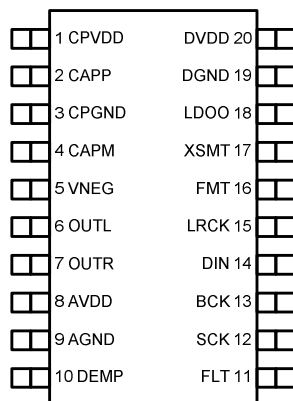 1 CPVDD DVDD 20
2 CAPP DGND 19
3 CPGND LDOO 18
4 CAPM XSMT 17
5 VNEG FMT 16
6 OUTL LRCK 15
7 OUTR DIN 14
8 AVDD BCK 13
9 AGND SCK 12
10 DEMP FLT 11